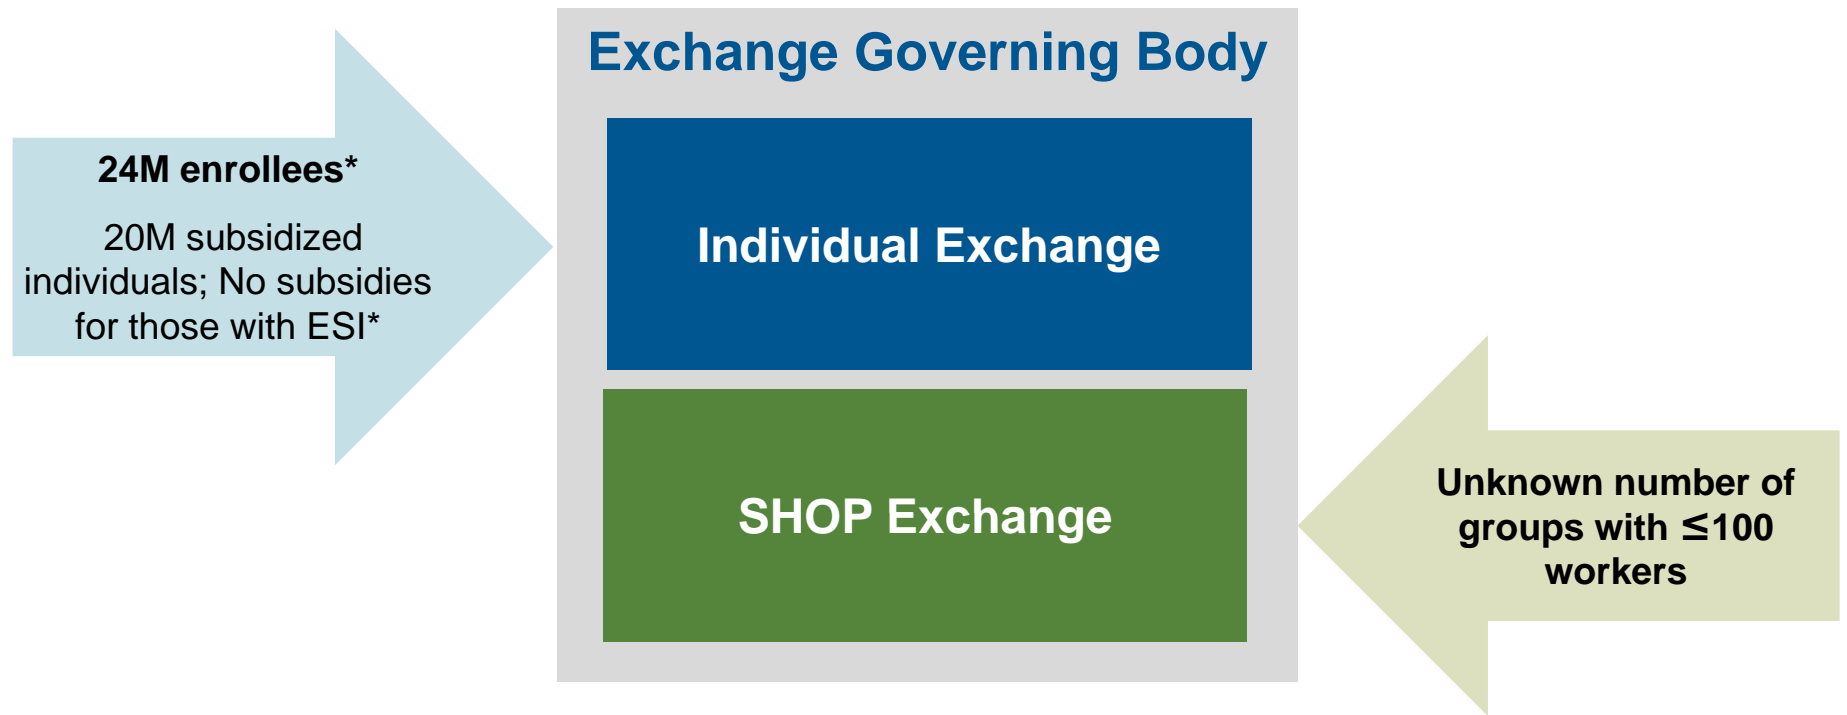 Exchange Governing Body
24M enrollees*
20M subsidized
individuals; No subsidies
for those with ESI*
Individual Exchange
SHOP Exchange
Unknown number of
groups with ≤100
workers